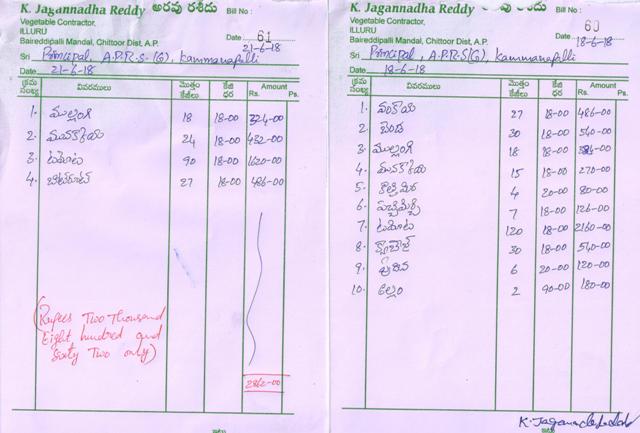 K. Jagannadha Reddy అరవు రశీదు Bill No :
Vegetable Contractor,
ILLURU
Baireddipalli Mandal, Chittoor Dist, A.P.
61
Date 21-6-18
Sri Principal, A.P.R.S (G), Kammanapalli
Date 21-6-18
క్రమ సంఖ్య వివరములు మొత్తం కేజీలు కేజి ధర Amount Rs. Ps.
1. ముల్లంగి 18 18-00 324-00
2. మునకాయ 24 18-00 432-00
3. టమోటా 90 18-00 1620-00
4. బీట్రూట్ 27 18-00 486-00
(Rupees Two Thousand
Eight hundred and
Sixty Two only)
2862-00
K. Jagannadha Reddy రశీదు Bill No :
Vegetable Contractor,
ILLURU
Baireddipalli Mandal, Chittoor Dist, A.P.
60
Date 18-6-18
Sri Principal, A.P.R.S(G), Kammanapalli
Date 18-6-18
క్రమ సంఖ్య వివరములు మొత్తం కేజీలు కేజి ధర Amount Rs. Ps.
1. వంకాయ 27 18-00 486-00
2. బెండ 30 18-00 540-00
3. ముల్లంగి 18 18-00 324-00
4. మునకాయ 15 18-00 270-00
5. కొత్తిమిర 4 20-00 80-00
6. పచ్చిమిర్చి 7 18-00 126-00
7. టమోటా 120 18-00 2160-00
8. క్యాబేజి 30 18-00 540-00
9. పుదిన 6 20-00 120-00
10. అల్లం 2 90-00 180-00
K. Jagannadha Reddy